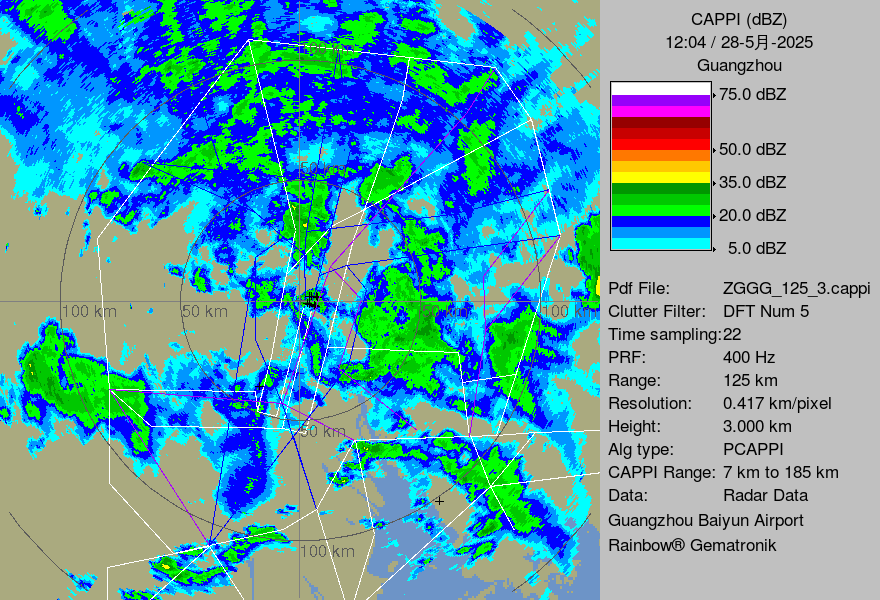 CAPPI (dBZ)
12:04 / 28-5月-2025
Guangzhou
75.0 dBZ
50.0 dBZ
35.0 dBZ
20.0 dBZ
5.0 dBZ
Pdf File: ZGGG_125_3.cappi
Clutter Filter: DFT Num 5
Time sampling:22
PRF: 400 Hz
Range: 125 km
Resolution: 0.417 km/pixel
Height: 3.000 km
Alg type: PCAPPI
CAPPI Range: 7 km to 185 km
Data: Radar Data
Guangzhou Baiyun Airport
Rainbow® Gematronik
100 km
50 km
100 km
50 km
100 km